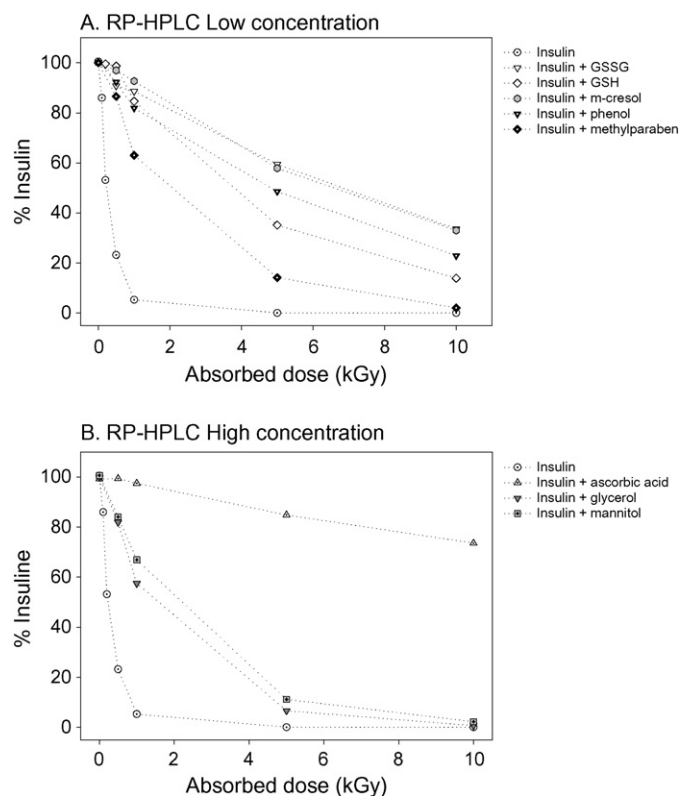 A. RP-HPLC Low concentration
% Insulin
100
80
60
40
20
0
0
2
4
6
8
10
Absorbed dose (kGy)
Insulin
Insulin + GSSG
Insulin + GSH
Insulin + m-cresol
Insulin + phenol
Insulin + methylparaben
B. RP-HPLC High concentration
% Insuline
100
80
60
40
20
0
0
2
4
6
8
10
Absorbed dose (kGy)
Insulin
Insulin + ascorbic acid
Insulin + glycerol
Insulin + mannitol